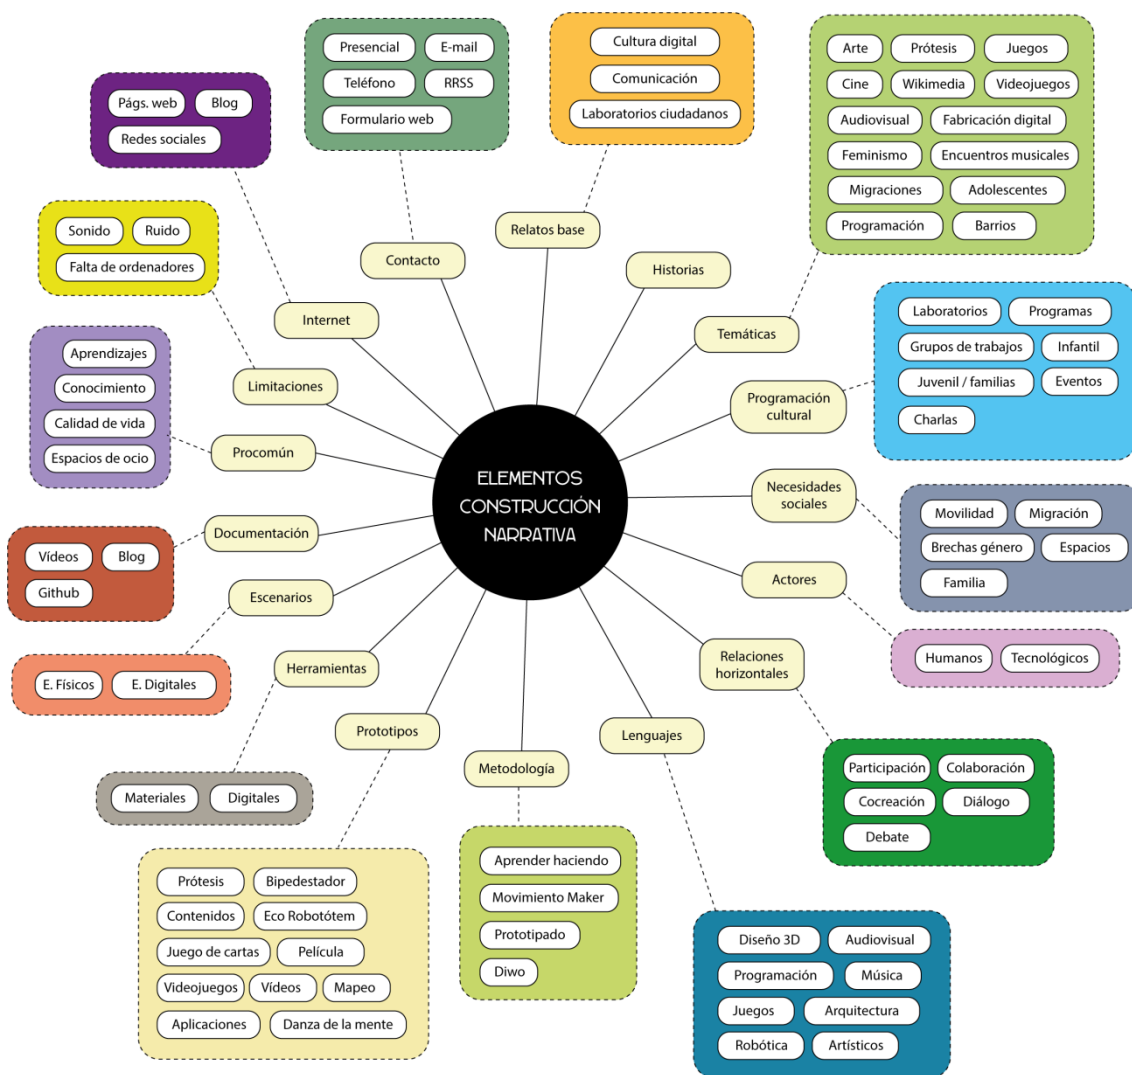 ELEMENTOS
CONSTRUCCIÓN
NARRATIVA
Relatos base
Cultura digital
Comunicación
Laboratorios ciudadanos
Historias
Temáticas
Arte
Prótesis
Juegos
Cine
Wikimedia
Videojuegos
Audiovisual
Fabricación digital
Feminismo
Encuentros musicales
Migraciones
Adolescentes
Programación
Barrios
Programación
cultural
Laboratorios
Programas
Grupos de trabajos
Infantil
Juvenil / familias
Eventos
Charlas
Necesidades
sociales
Movilidad
Migración
Brechas género
Espacios
Familia
Actores
Humanos
Tecnológicos
Relaciones
horizontales
Participación
Colaboración
Cocreación
Diálogo
Debate
Lenguajes
Diseño 3D
Audiovisual
Programación
Música
Juegos
Arquitectura
Robótica
Artísticos
Metodología
Aprender haciendo
Movimiento Maker
Prototipado
Diwo
Prototipos
Prótesis
Bipedestador
Contenidos
Eco Robotótem
Juego de cartas
Película
Videojuegos
Vídeos
Mapeo
Aplicaciones
Danza de la mente
Herramientas
Materiales
Digitales
Escenarios
E. Físicos
E. Digitales
Documentación
Vídeos
Blog
Github
Procomún
Aprendizajes
Conocimiento
Calidad de vida
Espacios de ocio
Limitaciones
Sonido
Ruido
Falta de ordenadores
Internet
Págs. web
Blog
Redes sociales
Contacto
Presencial
E-mail
Teléfono
RRSS
Formulario web